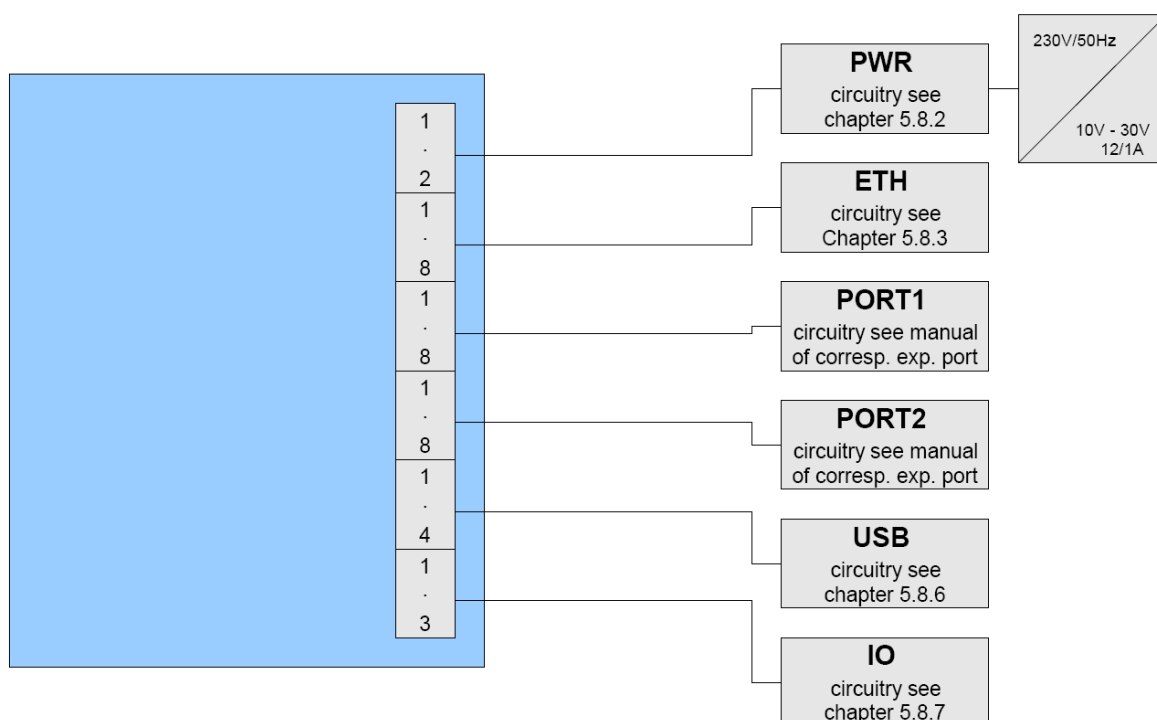 230V/50Hz
10V - 30V
12/1A
PWR
circuitry see
chapter 5.8.2
ETH
circuitry see
Chapter 5.8.3
PORT1
circuitry see manual
of corresp. exp. port
PORT2
circuitry see manual
of corresp. exp. port
USB
circuitry see
chapter 5.8.6
IO
circuitry see
chapter 5.8.7
1
.
2
1
.
8
1
.
8
1
.
8
1
.
4
1
.
3